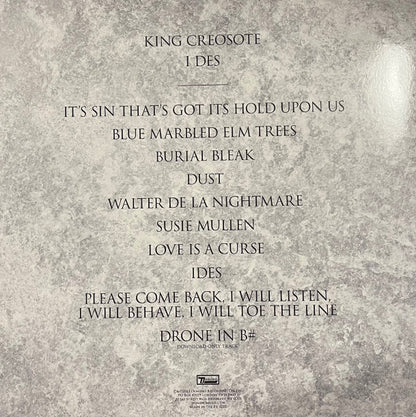 KING CREOSOTE
I DES
IT'S SIN THAT'S GOT ITS HOLD UPON US
BLUE MARBLED ELM TREES
BURIAL BLEAK
DUST
WALTER DE LA NIGHTMARE
SUSIE MULLEN
LOVE IS A CURSE
IDES
PLEASE COME BACK, I WILL LISTEN,
I WILL BEHAVE, I WILL TOE THE LINE
DRONE IN B#
DOWNLOAD ONLY TRACK